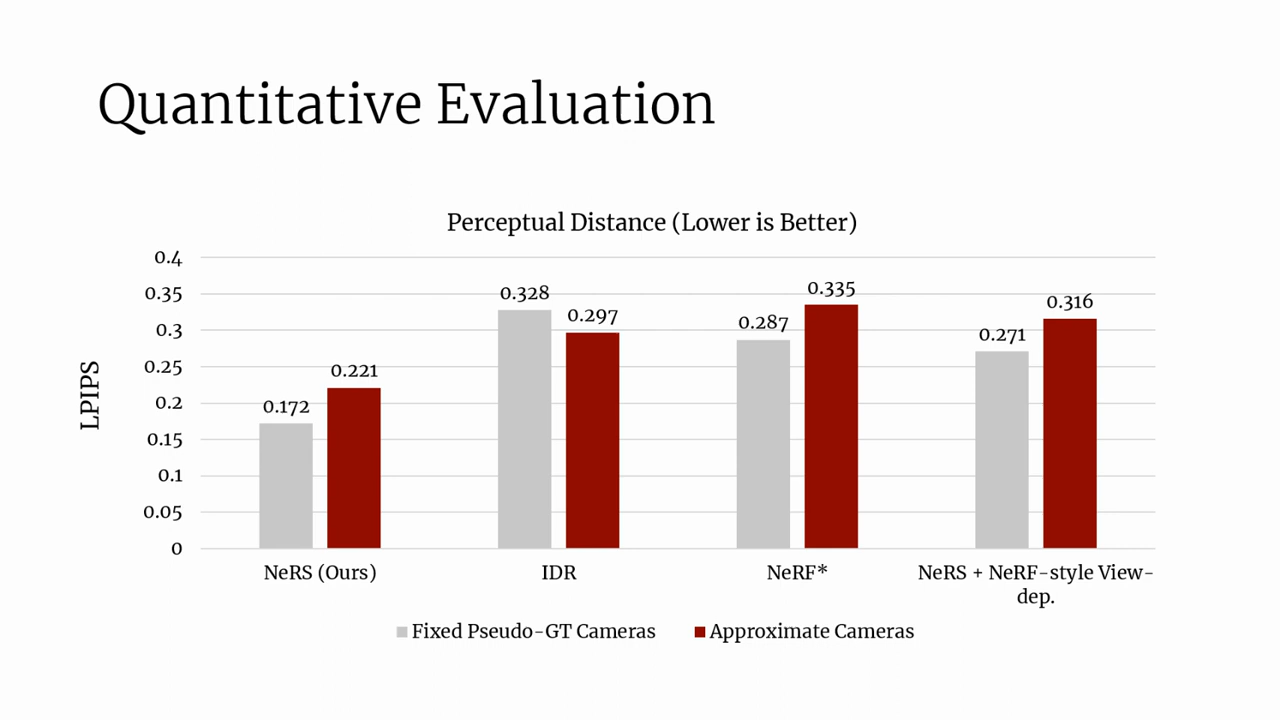 Quantitative Evaluation
Perceptual Distance (Lower is Better)
LPIPS
0.4
0.35
0.3
0.25
0.2
0.15
0.1
0.05
0
0.172
0.221
0.328
0.297
0.287
0.335
0.271
0.316
NeRS (Ours)
IDR
NeRF*
NeRS + NeRF-style View-
dep.
Fixed Pseudo-GT Cameras
Approximate Cameras